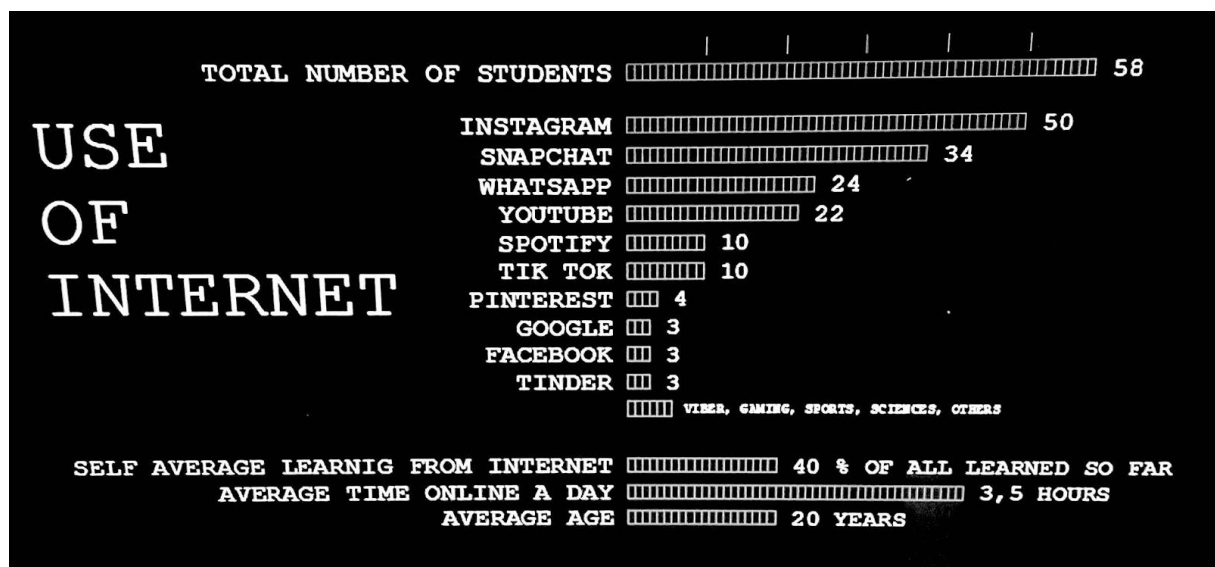 TOTAL NUMBER OF STUDENTS 58
USE
OF
INTERNET
INSTAGRAM 50
SNAPCHAT 34
WHATSAPP 24
YOUTUBE 22
SPOTIFY 10
TIK TOK 10
PINTEREST 4
GOOGLE 3
FACEBOOK 3
TINDER 3
VIBER, GAMING, SPORTS, SCIENCES, OTHERS
SELF AVERAGE LEARNIG FROM INTERNET 40 % OF ALL LEARNED SO FAR
AVERAGE TIME ONLINE A DAY 3,5 HOURS
AVERAGE AGE 20 YEARS